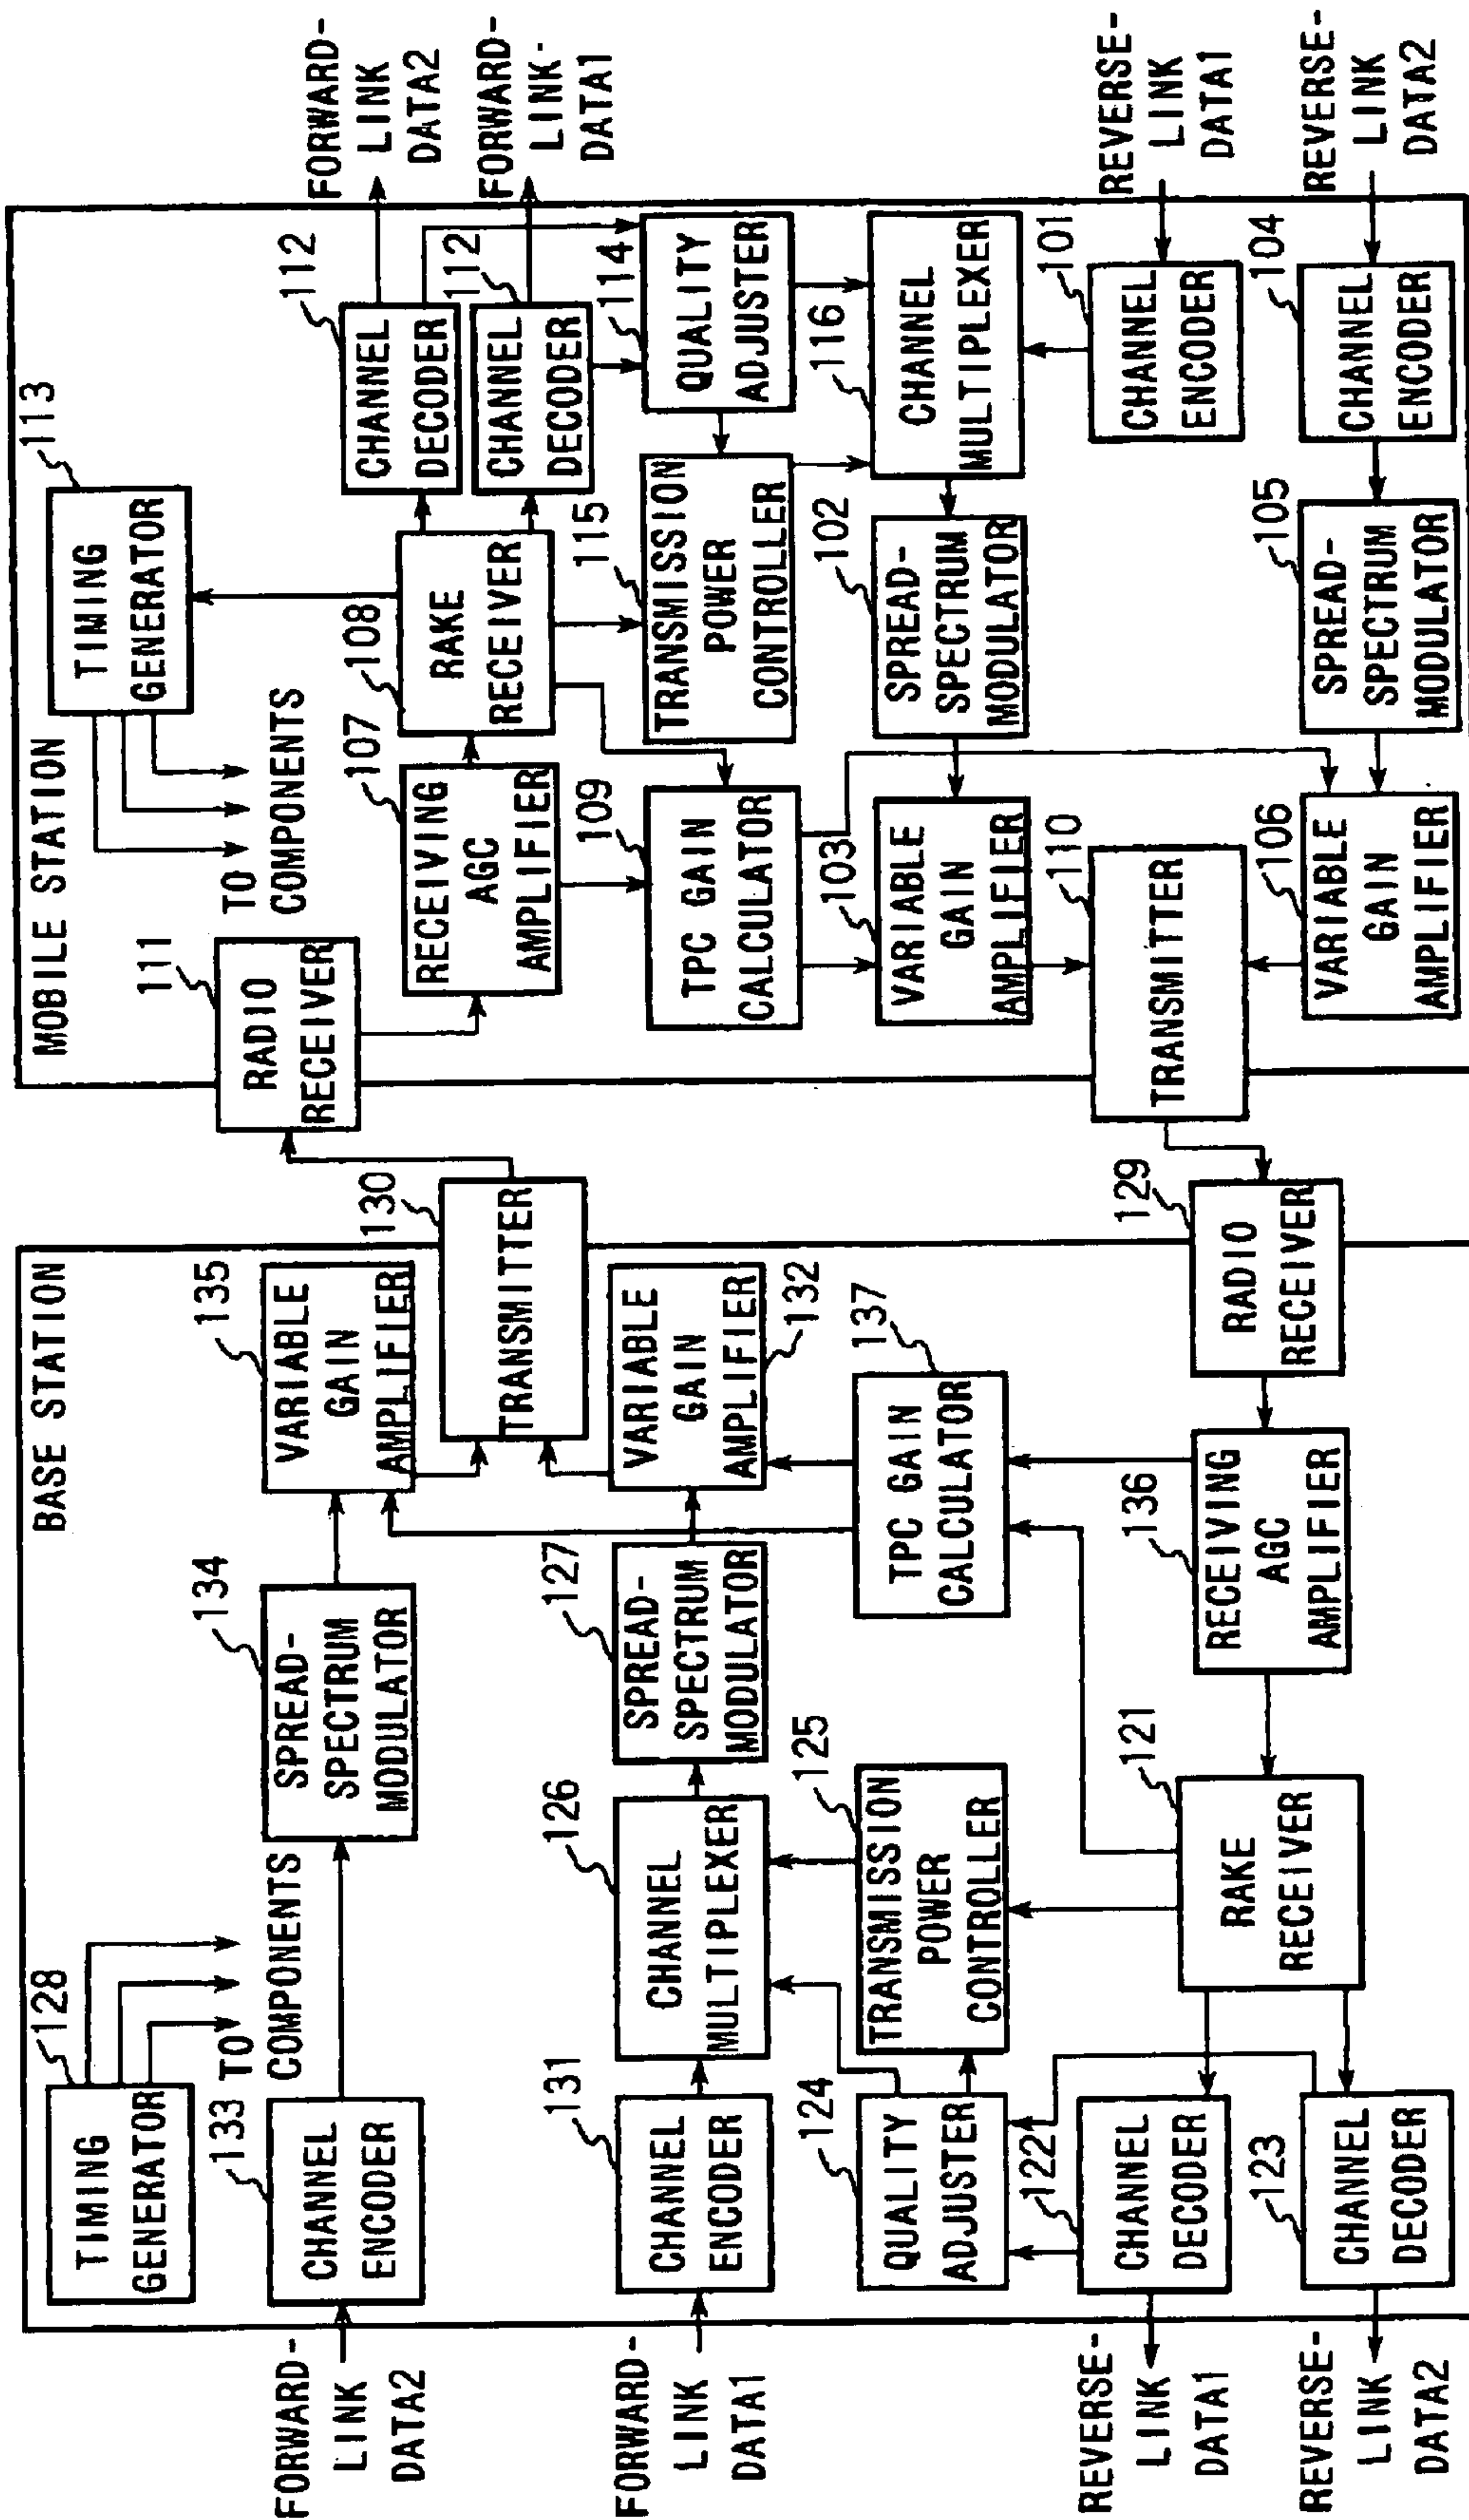 BASE STATION
128
TIMING
GENERATOR
TO
COMPONENTS
133
FORWARD-
LINK
DATA2
CHANNEL
ENCODER
134
SPREAD-
SPECTRUM
MODULATOR
135
VARIABLE
GAIN
AMPLIFIER
130
TRANSMITTER
131
FORWARD-
LINK
DATA1
CHANNEL
ENCODER
126
CHANNEL
MULTIPLEXER
127
SPREAD-
SPECTRUM
MODULATOR
VARIABLE
GAIN
AMPLIFIER
132
124
QUALITY
ADJUSTER
125
TRANSMISSION
POWER
CONTROLLER
137
TPC GAIN
CALCULATOR
122
REVERSE-
LINK
DATA1
CHANNEL
DECODER
121
RAKE
RECEIVER
136
RECEIVING
AGC
AMPLIFIER
129
RADIO
RECEIVER
123
REVERSE-
LINK
DATA2
CHANNEL
DECODER
MOBILE STATION
113
TIMING
GENERATOR
TO
COMPONENTS
111
RADIO
RECEIVER
107
RECEIVING
AGC
AMPLIFIER
108
RAKE
RECEIVER
112
CHANNEL
DECODER
FORWARD-
LINK
DATA2
112
CHANNEL
DECODER
FORWARD-
LINK-
DATA1
109
TPC GAIN
CALCULATOR
115
TRANSMISSION
POWER
CONTROLLER
114
QUALITY
ADJUSTER
103
VARIABLE
GAIN
AMPLIFIER
102
SPREAD-
SPECTRUM
MODULATOR
116
CHANNEL
MULTIPLEXER
110
TRANSMITTER
101
CHANNEL
ENCODER
REVERSE-
LINK
DATA1
106
VARIABLE
GAIN
AMPLIFIER
105
SPREAD-
SPECTRUM
MODULATOR
104
CHANNEL
ENCODER
REVERSE-
LINK
DATA2